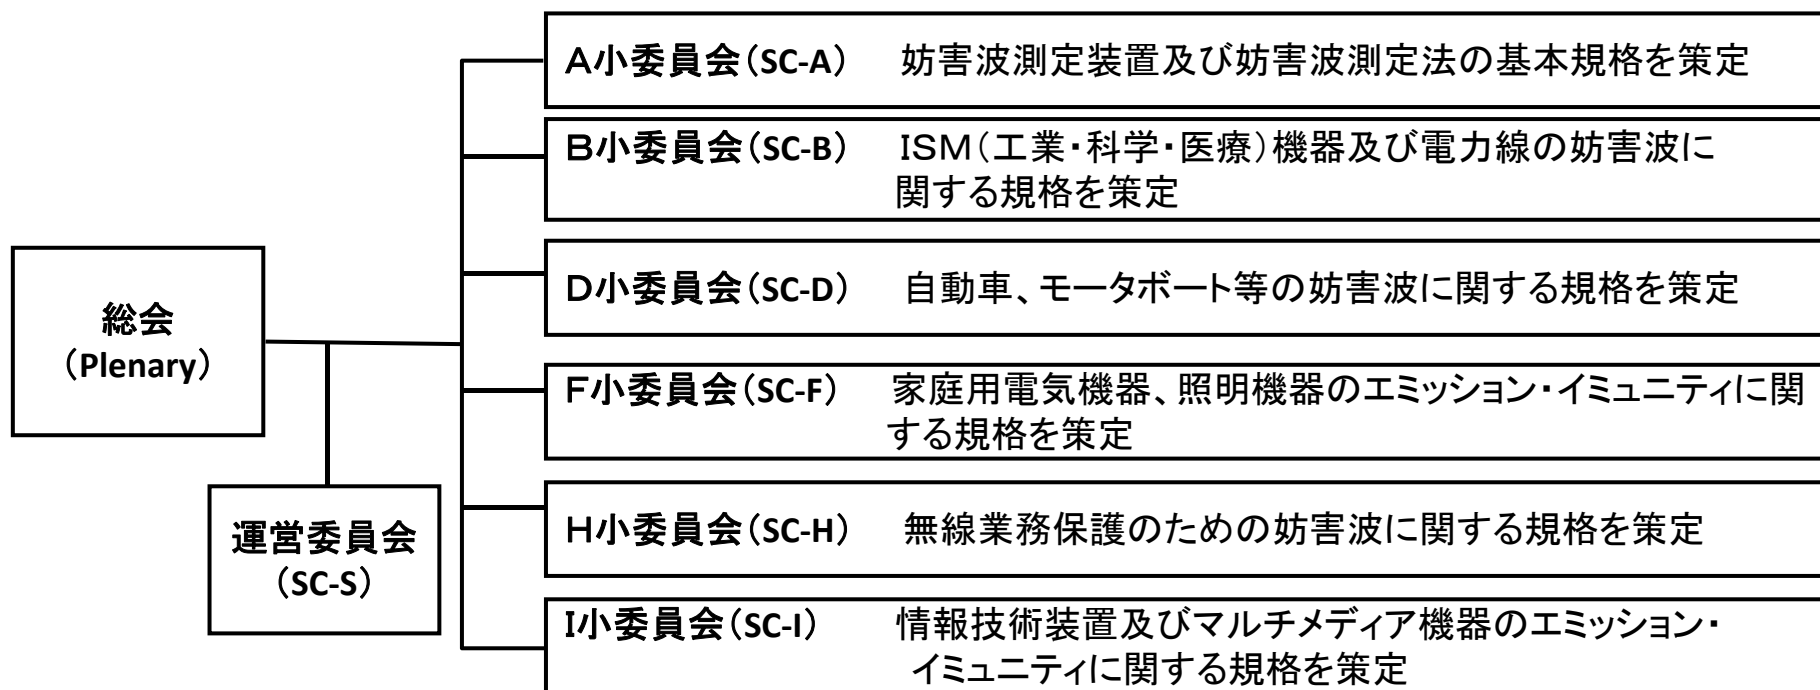 A小委員会(SC-A) 妨害波測定装置及び妨害波測定法の基本規格を策定
B小委員会(SC-B) ISM(工業・科学・医療)機器及び電力線の妨害波に
関する規格を策定
D小委員会(SC-D) 自動車、モータボート等の妨害波に関する規格を策定
総会
(Plenary)
F小委員会(SC-F) 家庭用電気機器、照明機器のエミッション・イミュニティに関
する規格を策定
運営委員会
(SC-S)
H小委員会(SC-H) 無線業務保護のための妨害波に関する規格を策定
I小委員会(SC-I) 情報技術装置及びマルチメディア機器のエミッション・
イミュニティに関する規格を策定